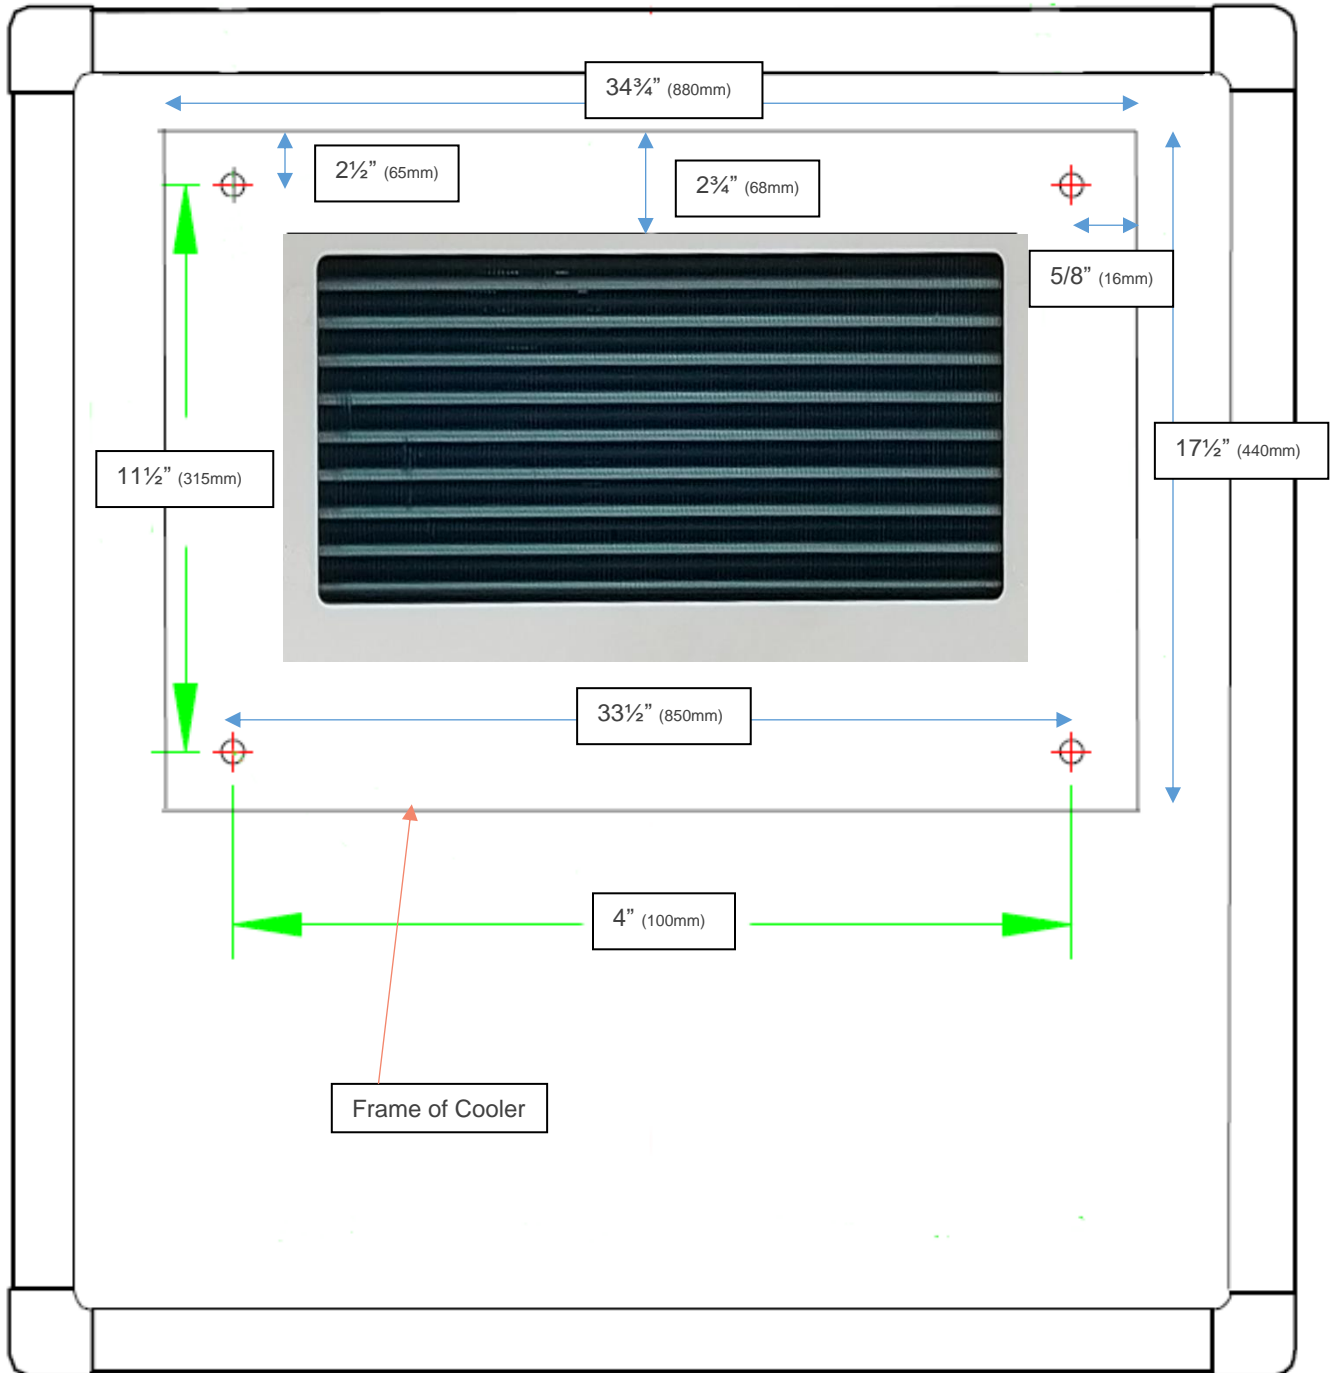 34¾” (880mm)
2½” (65mm)
2¾” (68mm)
5/8” (16mm)
11½” (315mm)
17½” (440mm)
33½” (850mm)
4” (100mm)
Frame of Cooler